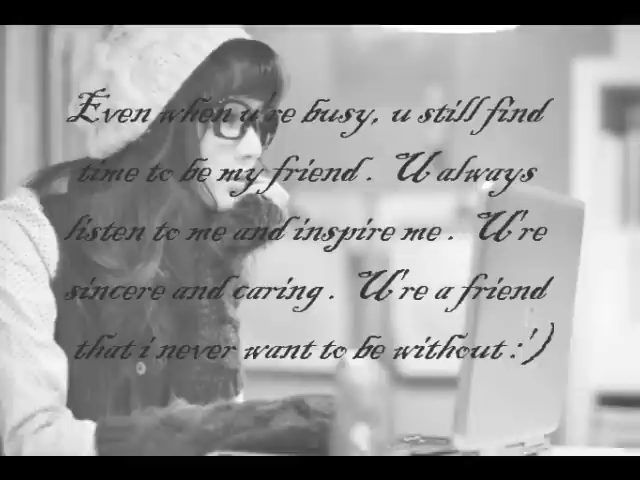 Even when u're busy, u still find
time to be my friend. U always
listen to me and inspire me. U're
sincere and caring. U're a friend
that i never want to be without :')